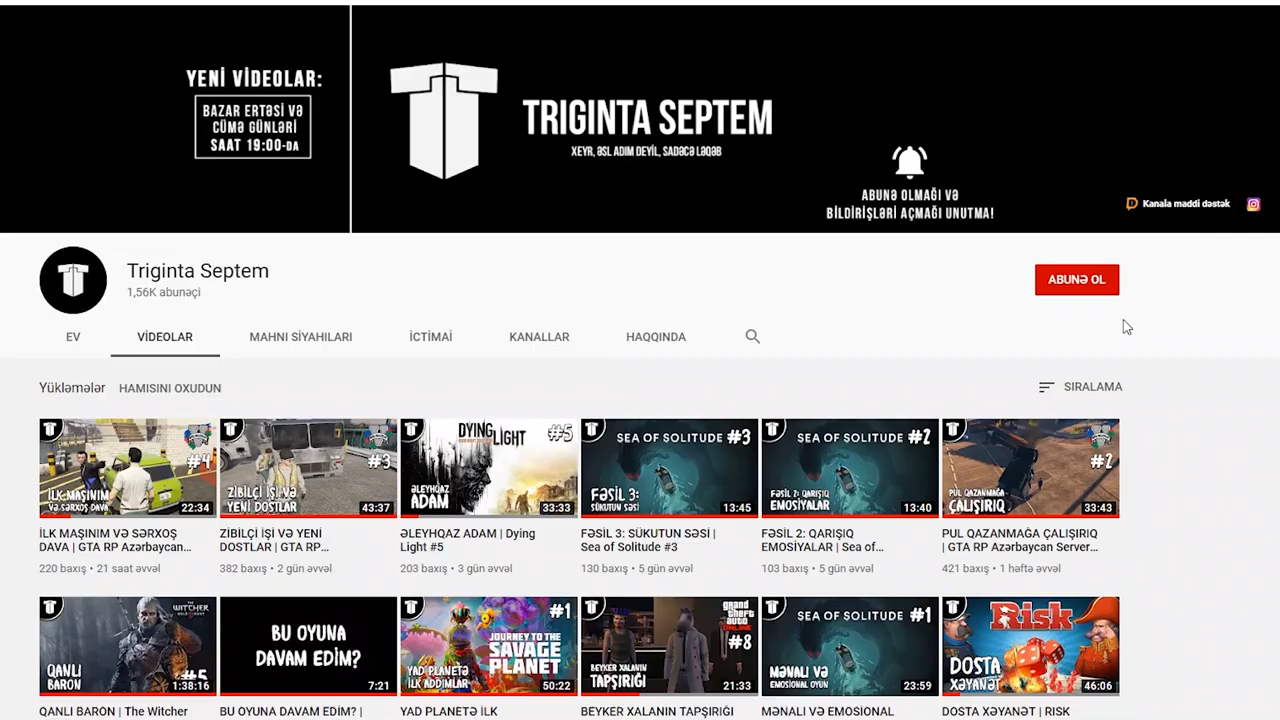 YENİ VİDEOLAR:
BAZAR ERTƏSİ VƏ
CÜMƏ GÜNLƏRİ
SAAT 19:00-DA
TRIGINTA SEPTEM
XEYR, ƏSL ADIM DEYİL, SADƏCƏ LƏQƏB
ABUNƏ OLMAĞI VƏ
BİLDİRİŞLƏRİ AÇMAĞI UNUTMA!
Kanala maddi dəstək
Triginta Septem
1,56K abunəçi
ABUNƏ OL
EV
VİDEOLAR
MAHNI SİYAHILARI
İCTİMAİ
KANALLAR
HAQQINDA
Yükləmələr
HAMISINI OXUDUN
SIRALAMA
#4
İLK MAŞINIM
VƏ SƏRXOŞ DAVA
22:34
#3
ZİBİLÇİ İŞİ VƏ
YENİ DOSTLAR
43:37
DYING LIGHT
#5
ƏLEYHQAZ
ADAM
33:33
SEA OF SOLITUDE #3
FƏSİL 3:
SÜKUTUN SƏSİ
13:45
SEA OF SOLITUDE #2
FƏSİL 2: QARIŞIQ
EMOSİYALAR
13:40
#2
PUL QAZANMAĞA
ÇALIŞIRIQ
33:43
İLK MAŞINIM VƏ SƏRXOŞ
DAVA | GTA RP Azərbaycan...
220 baxış • 21 saat əvvəl
ZİBİLÇİ İŞİ VƏ YENİ
DOSTLAR | GTA RP...
382 baxış • 2 gün əvvəl
ƏLEYHQAZ ADAM | Dying
Light #5
203 baxış • 3 gün əvvəl
FƏSİL 3: SÜKUTUN SƏSİ |
Sea of Solitude #3
130 baxış • 5 gün əvvəl
FƏSİL 2: QARIŞIQ
EMOSİYALAR | Sea of...
103 baxış • 5 gün əvvəl
PUL QAZANMAĞA ÇALIŞIRIQ
| GTA RP Azərbaycan Server...
421 baxış • 1 həftə əvvəl
THE WITCHER
QANLI
BARON
#5
1:38:16
BU OYUNA
DAVAM EDİM?
7:21
#1
JOURNEY TO THE
SAVAGE
PLANET
YAD PLANETƏ
İLK ADDIMLAR
50:22
grand
theft
auto
ONLINE
#8
BEYKER XALANIN
TAPŞIRIĞI
21:33
SEA OF SOLITUDE #1
MƏNALI VƏ
EMOSIONAL OYUN
23:59
RISK
DOSTA
XƏYANƏT
46:06
QANLI BARON | The Witcher
BU OYUNA DAVAM EDİM? |
YAD PLANETƏ İLK
BEYKER XALANIN TAPŞIRIĞI
MƏNALI VƏ EMOSIONAL
DOSTA XƏYANƏT | RISK